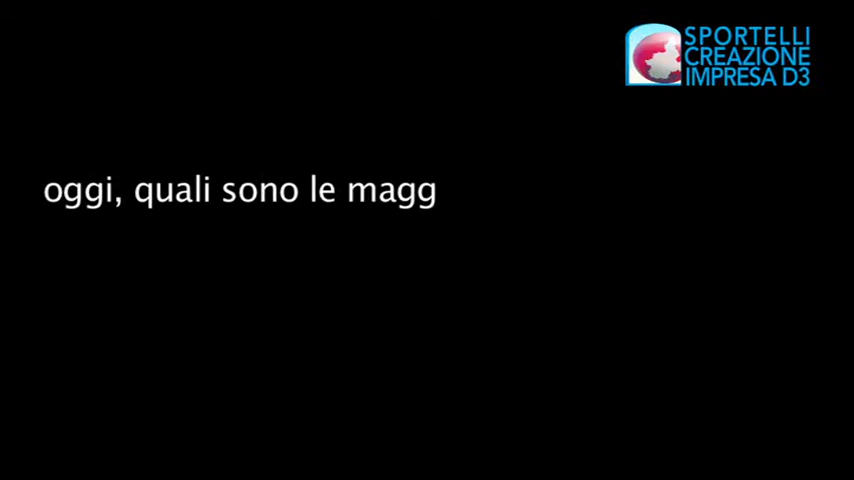 SPORTELLI
CREAZIONE
IMPRESA D3
oggi, quali sono le magg